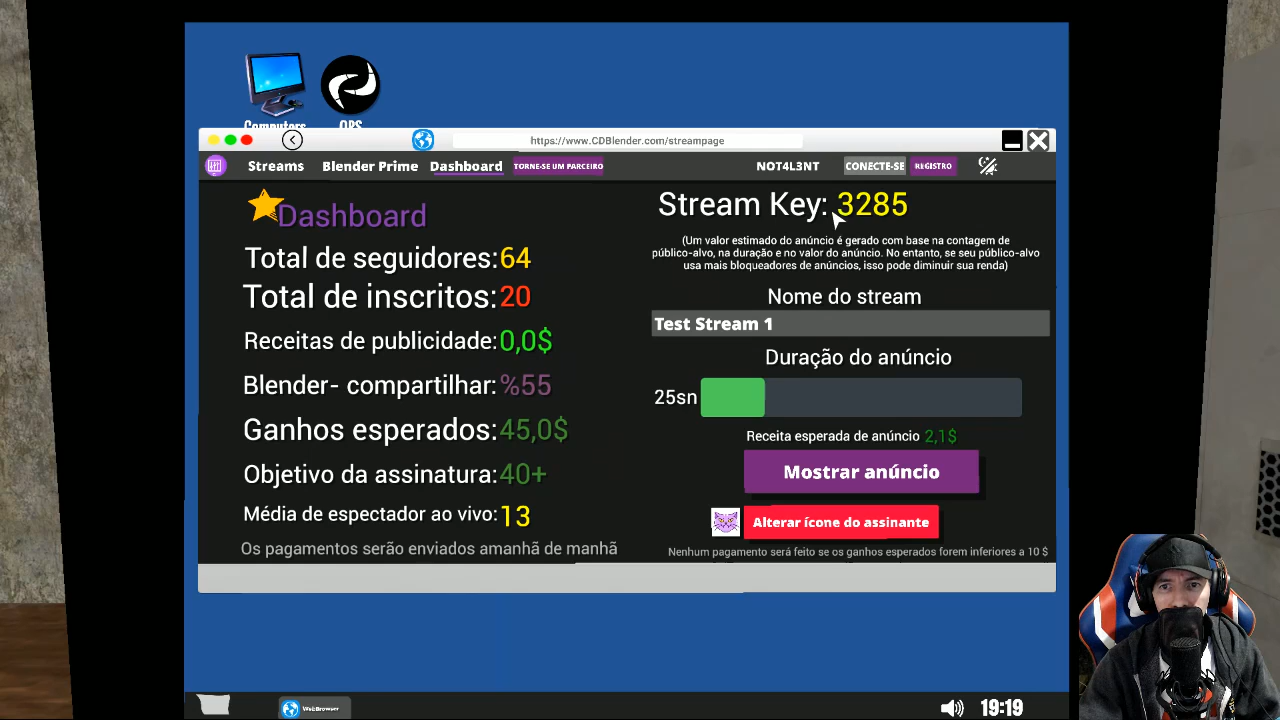 Computers
OPS
https://www.CDBlender.com/streampage
Streams Blender Prime Dashboard TORNE-SE UM PARCEIRO NOT4L3NT CONECTE-SE REGISTRO
Dashboard
Total de seguidores:64
Total de inscritos:20
Receitas de publicidade:0,0$
Blender- compartilhar:%55
Ganhos esperados:45,0$
Objetivo da assinatura:40+
Média de espectador ao vivo:13
Os pagamentos serão enviados amanhã de manhã
Stream Key: 3285
(Um valor estimado do anúncio é gerado com base na contagem de
público-alvo, na duração e no valor do anúncio. No entanto, se seu público-alvo
usa mais bloqueadores de anúncios, isso pode diminuir sua renda)
Nome do stream
Test Stream 1
Duração do anúncio
25sn
Receita esperada de anúncio 2,1$
Mostrar anúncio
Alterar ícone do assinante
Nenhum pagamento será feito se os ganhos esperados forem inferiores a 10 $
WebBrowser
19:19